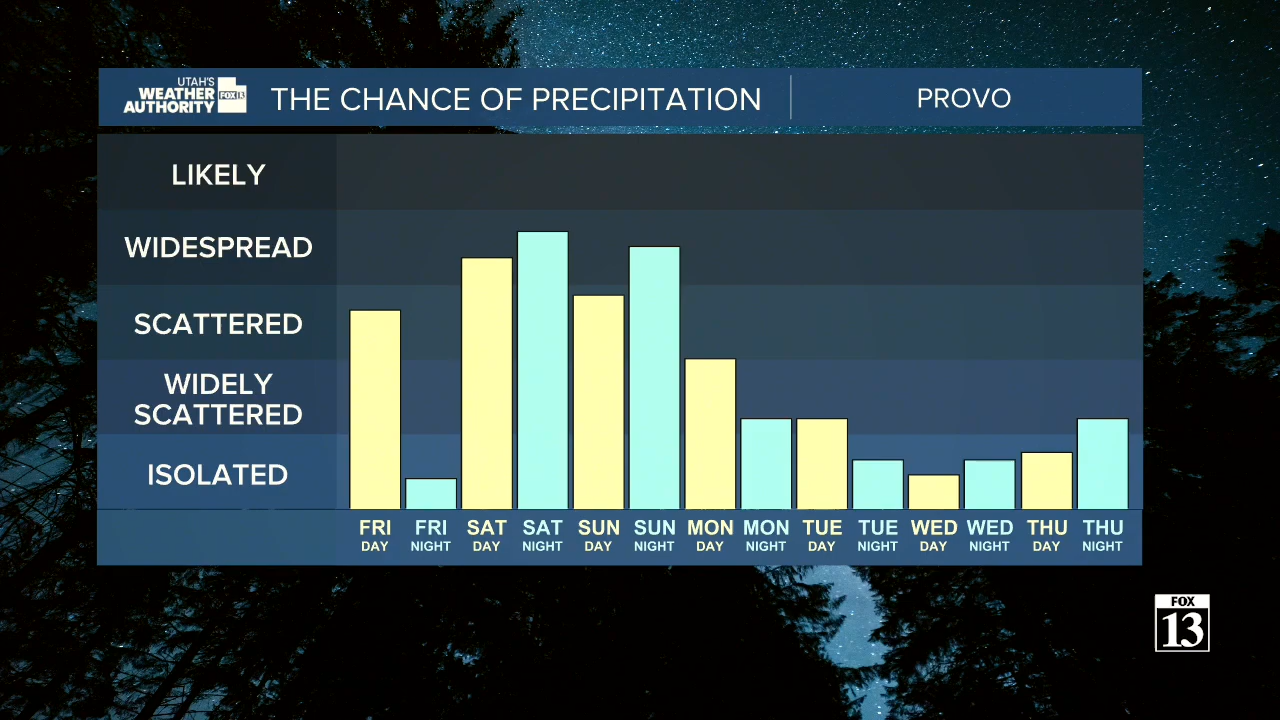 UTAH'S
WEATHER
AUTHORITY
FOX 13
THE CHANCE OF PRECIPITATION
PROVO
LIKELY
WIDESPREAD
SCATTERED
WIDELY
SCATTERED
ISOLATED
FRI FRI SAT SAT SUN SUN MON MON TUE TUE WED WED THU THU
DAY NIGHT DAY NIGHT DAY NIGHT DAY NIGHT DAY NIGHT DAY NIGHT DAY NIGHT
FOX
13